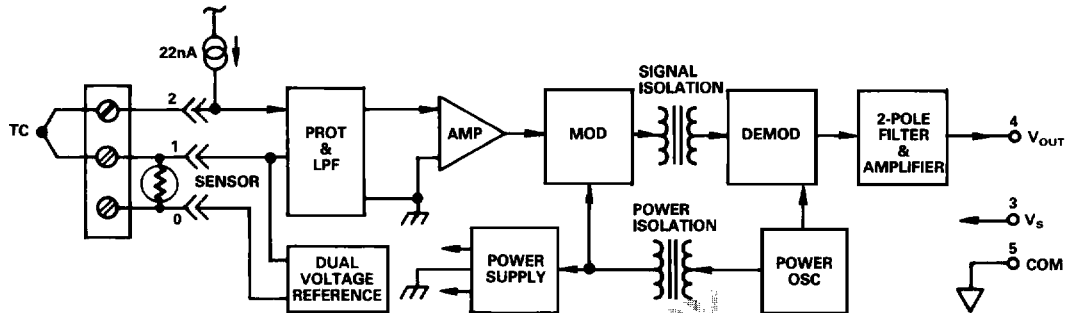 22nA
SIGNAL
ISOLATION
TC
2
1
SENSOR
0
PROT
&
LPF
AMP
MOD
DEMOD
2-POLE
FILTER
&
AMPLIFIER
4
VOUT
3
VS
5
COM
POWER
ISOLATION
DUAL
VOLTAGE
REFERENCE
POWER
SUPPLY
POWER
OSC